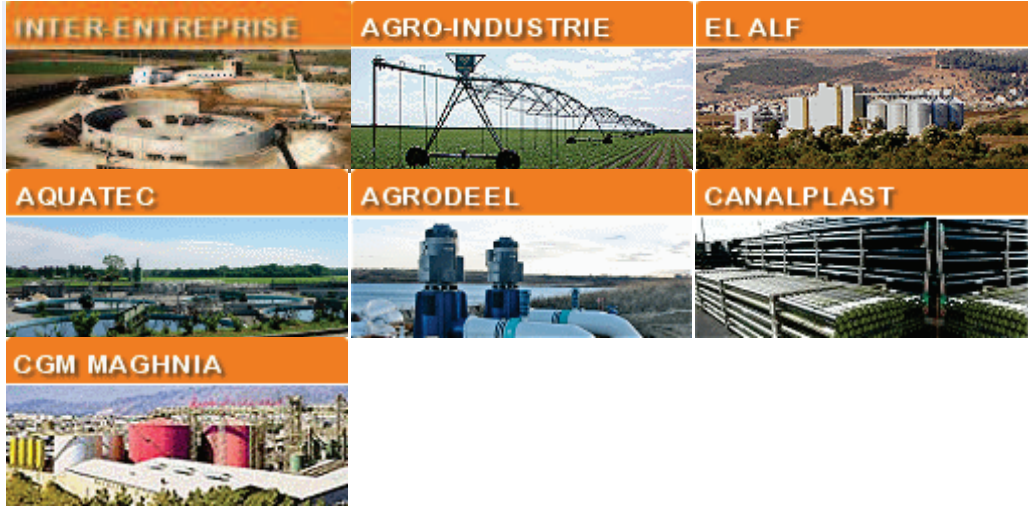 INTER-ENTREPRISE
AGRO-INDUSTRIE
EL ALF
AQUATEC
AGRODEEL
CANALPLAST
CGM MAGHNIA